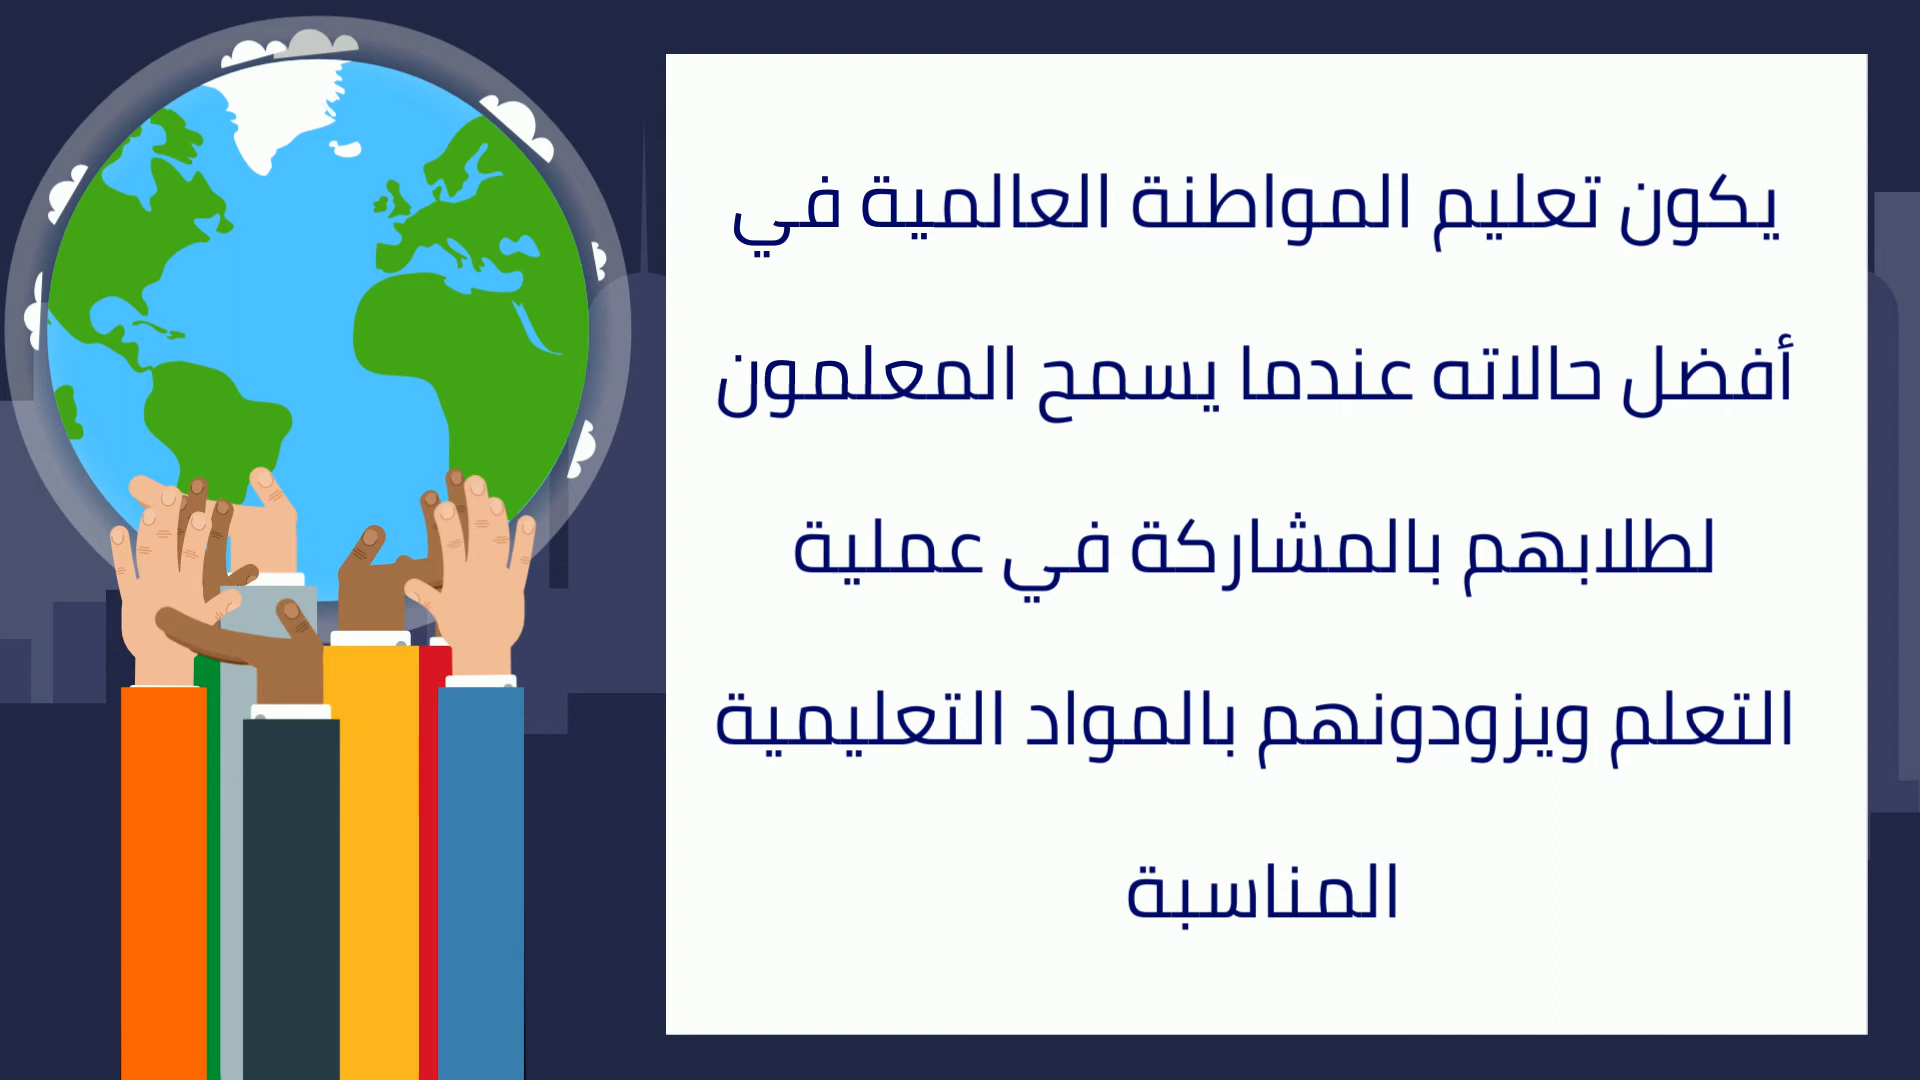 يكون تعليم المواطنة العالمية في
أفضل حالاته عندما يسمح المعلمون
لطلابهم بالمشاركة في عملية
التعلم ويزودونهم بالمواد التعليمية
المناسبة